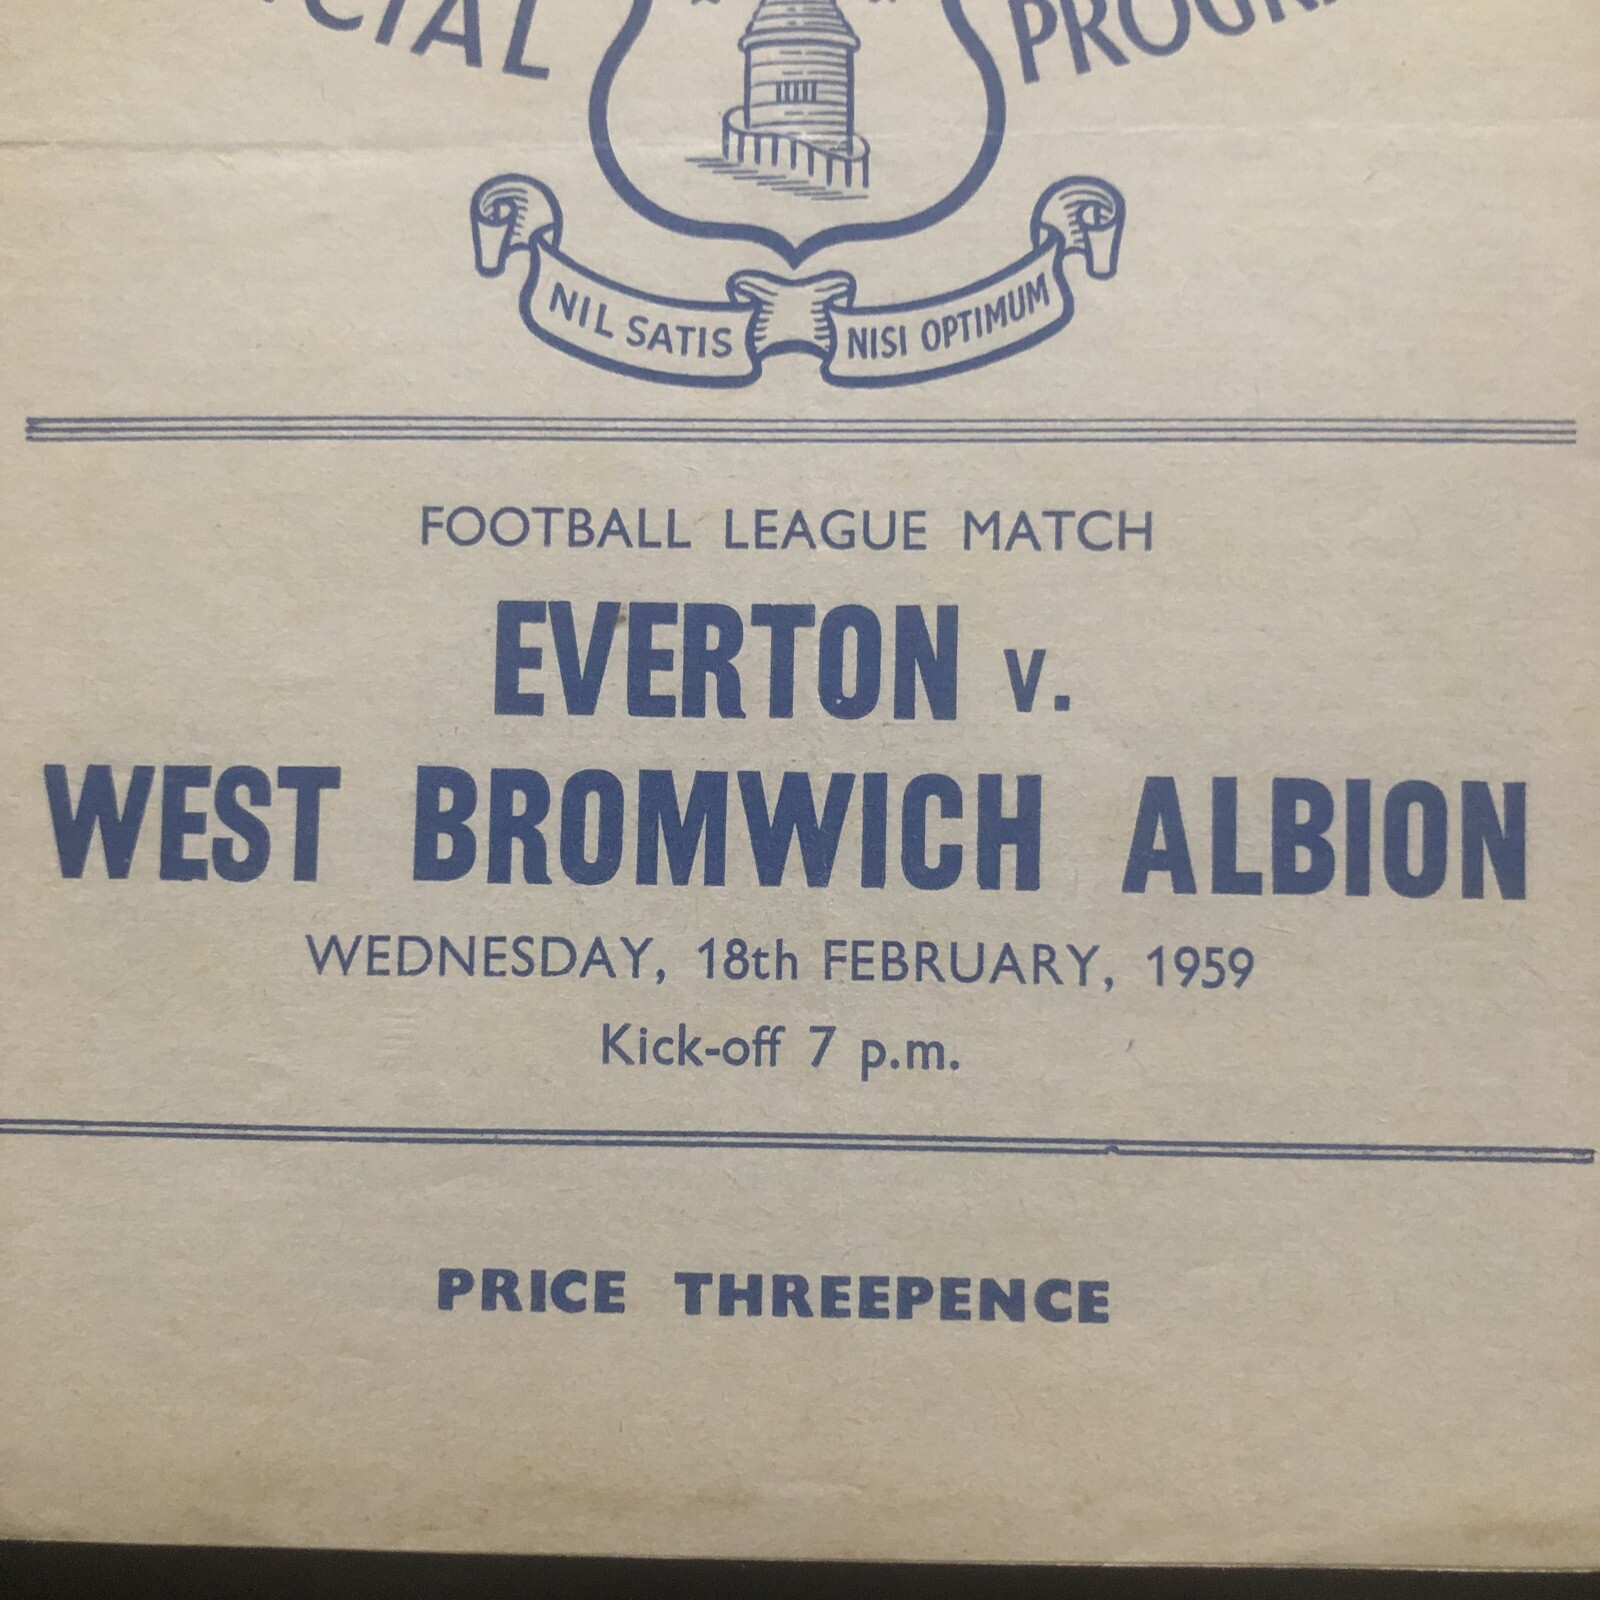 NIL SATIS NISI OPTIMUM
FOOTBALL LEAGUE MATCH
EVERTON v.
WEST BROMWICH ALBION
WEDNESDAY, 18th FEBRUARY, 1959
Kick-off 7 p.m.
PRICE THREEPENCE